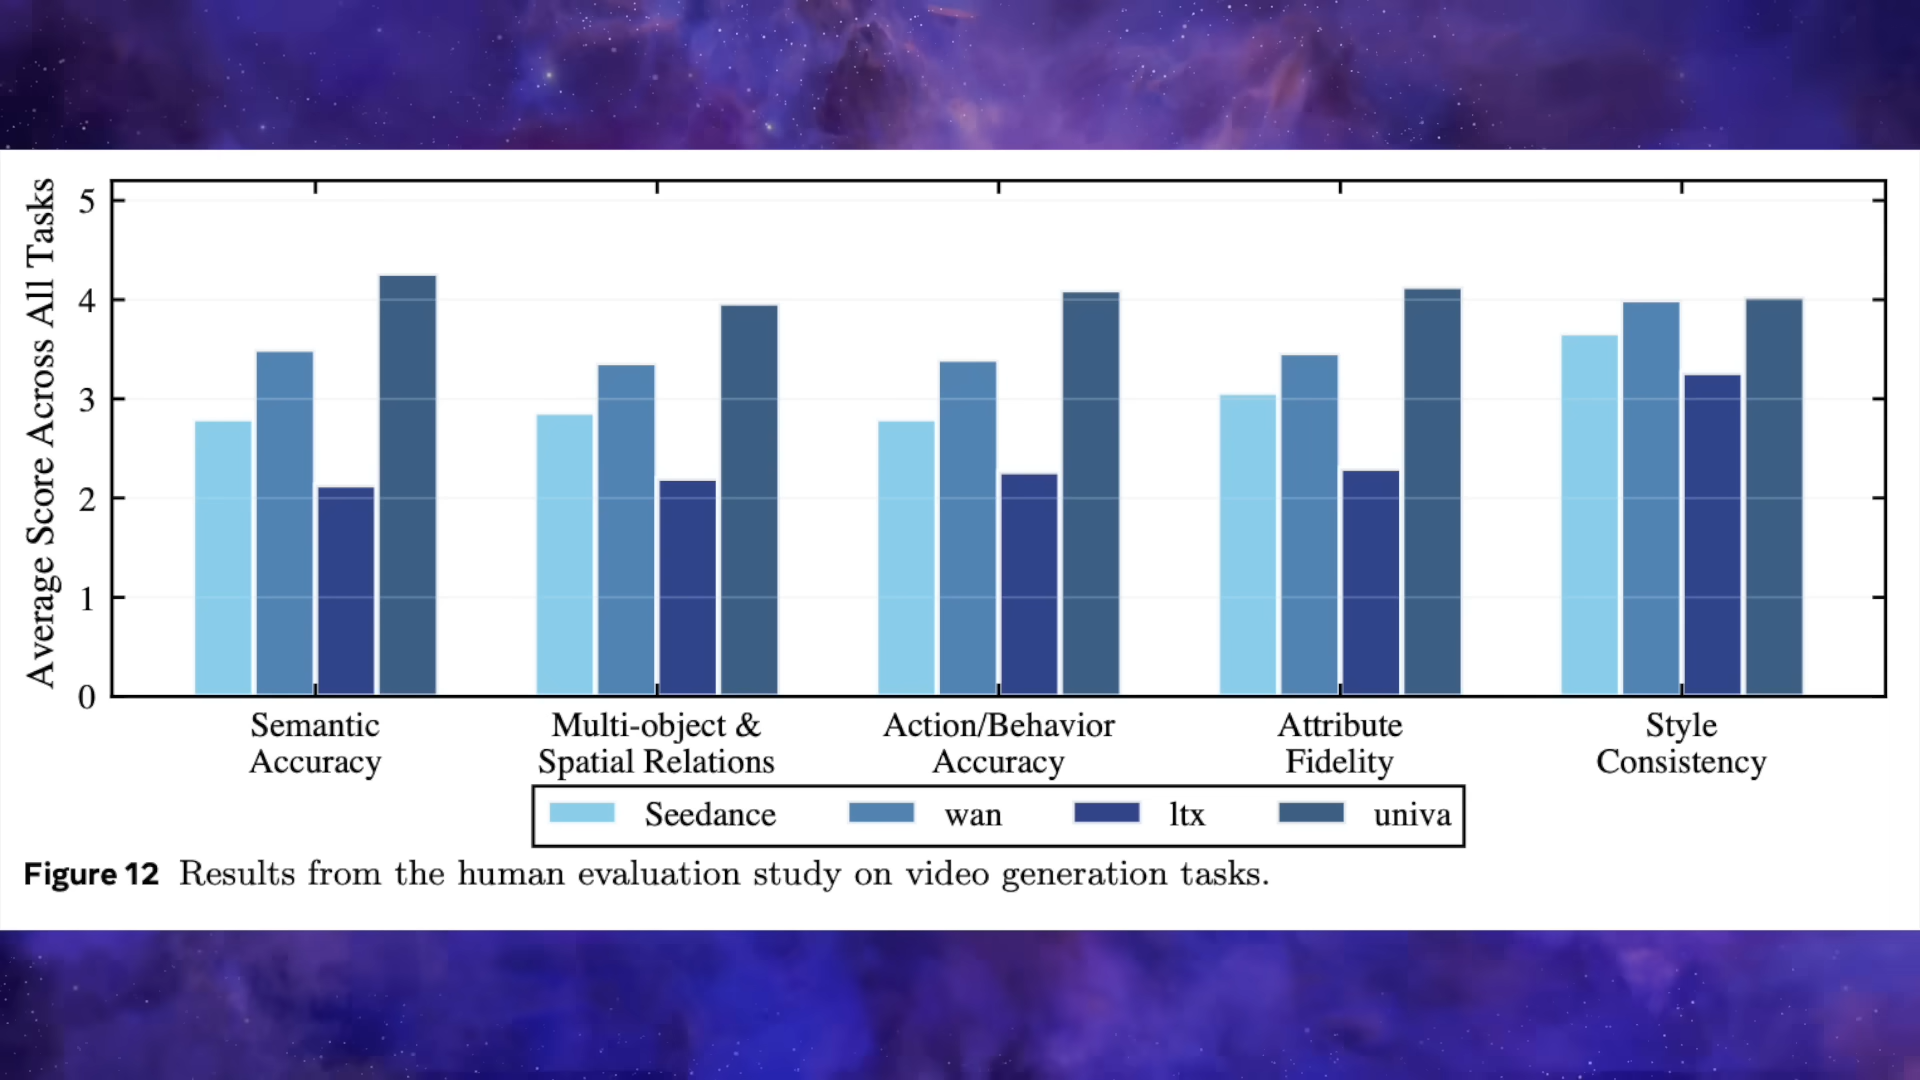 Average Score Across All Tasks
5
4
3
2
1
0
Semantic
Accuracy
Multi-object &
Spatial Relations
Action/Behavior
Accuracy
Attribute
Fidelity
Style
Consistency
Seedance wan ltx univa
Figure 12 Results from the human evaluation study on video generation tasks.